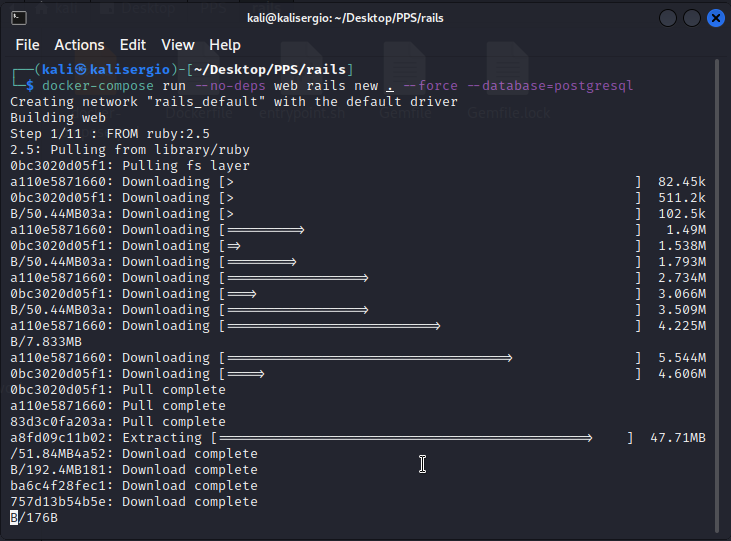 kali@kalisergio: ~/Desktop/PPS/rails
File Actions Edit View Help
┌──(kali㉿kalisergio)-[~/Desktop/PPS/rails]
└─$ docker-compose run --no-deps web rails new . --force --database=postgresql
Creating network "rails_default" with the default driver
Building web
Step 1/11 : FROM ruby:2.5
2.5: Pulling from library/ruby
0bc3020d05f1: Pulling fs layer
a110e5871660: Downloading [> ] 82.45k
0bc3020d05f1: Downloading [> ] 511.2k
B/50.44MB03a: Downloading [> ] 102.5k
a110e5871660: Downloading [==========> ] 1.49M
0bc3020d05f1: Downloading [=> ] 1.538M
B/50.44MB03a: Downloading [=========> ] 1.793M
a110e5871660: Downloading [==================> ] 2.734M
0bc3020d05f1: Downloading [===> ] 3.066M
B/50.44MB03a: Downloading [==================> ] 3.509M
a110e5871660: Downloading [===========================> ] 4.225M
B/7.833MB
a110e5871660: Downloading [====================================> ] 5.544M
0bc3020d05f1: Downloading [====> ] 4.606M
0bc3020d05f1: Pull complete
a110e5871660: Pull complete
83d3c0fa203a: Pull complete
a8fd09c11b02: Extracting [===============================================> ] 47.71MB
/51.84MB4a52: Download complete
B/192.4MB181: Download complete
ba6c4f28fec1: Download complete
757d13b54b5e: Download complete
B/176B